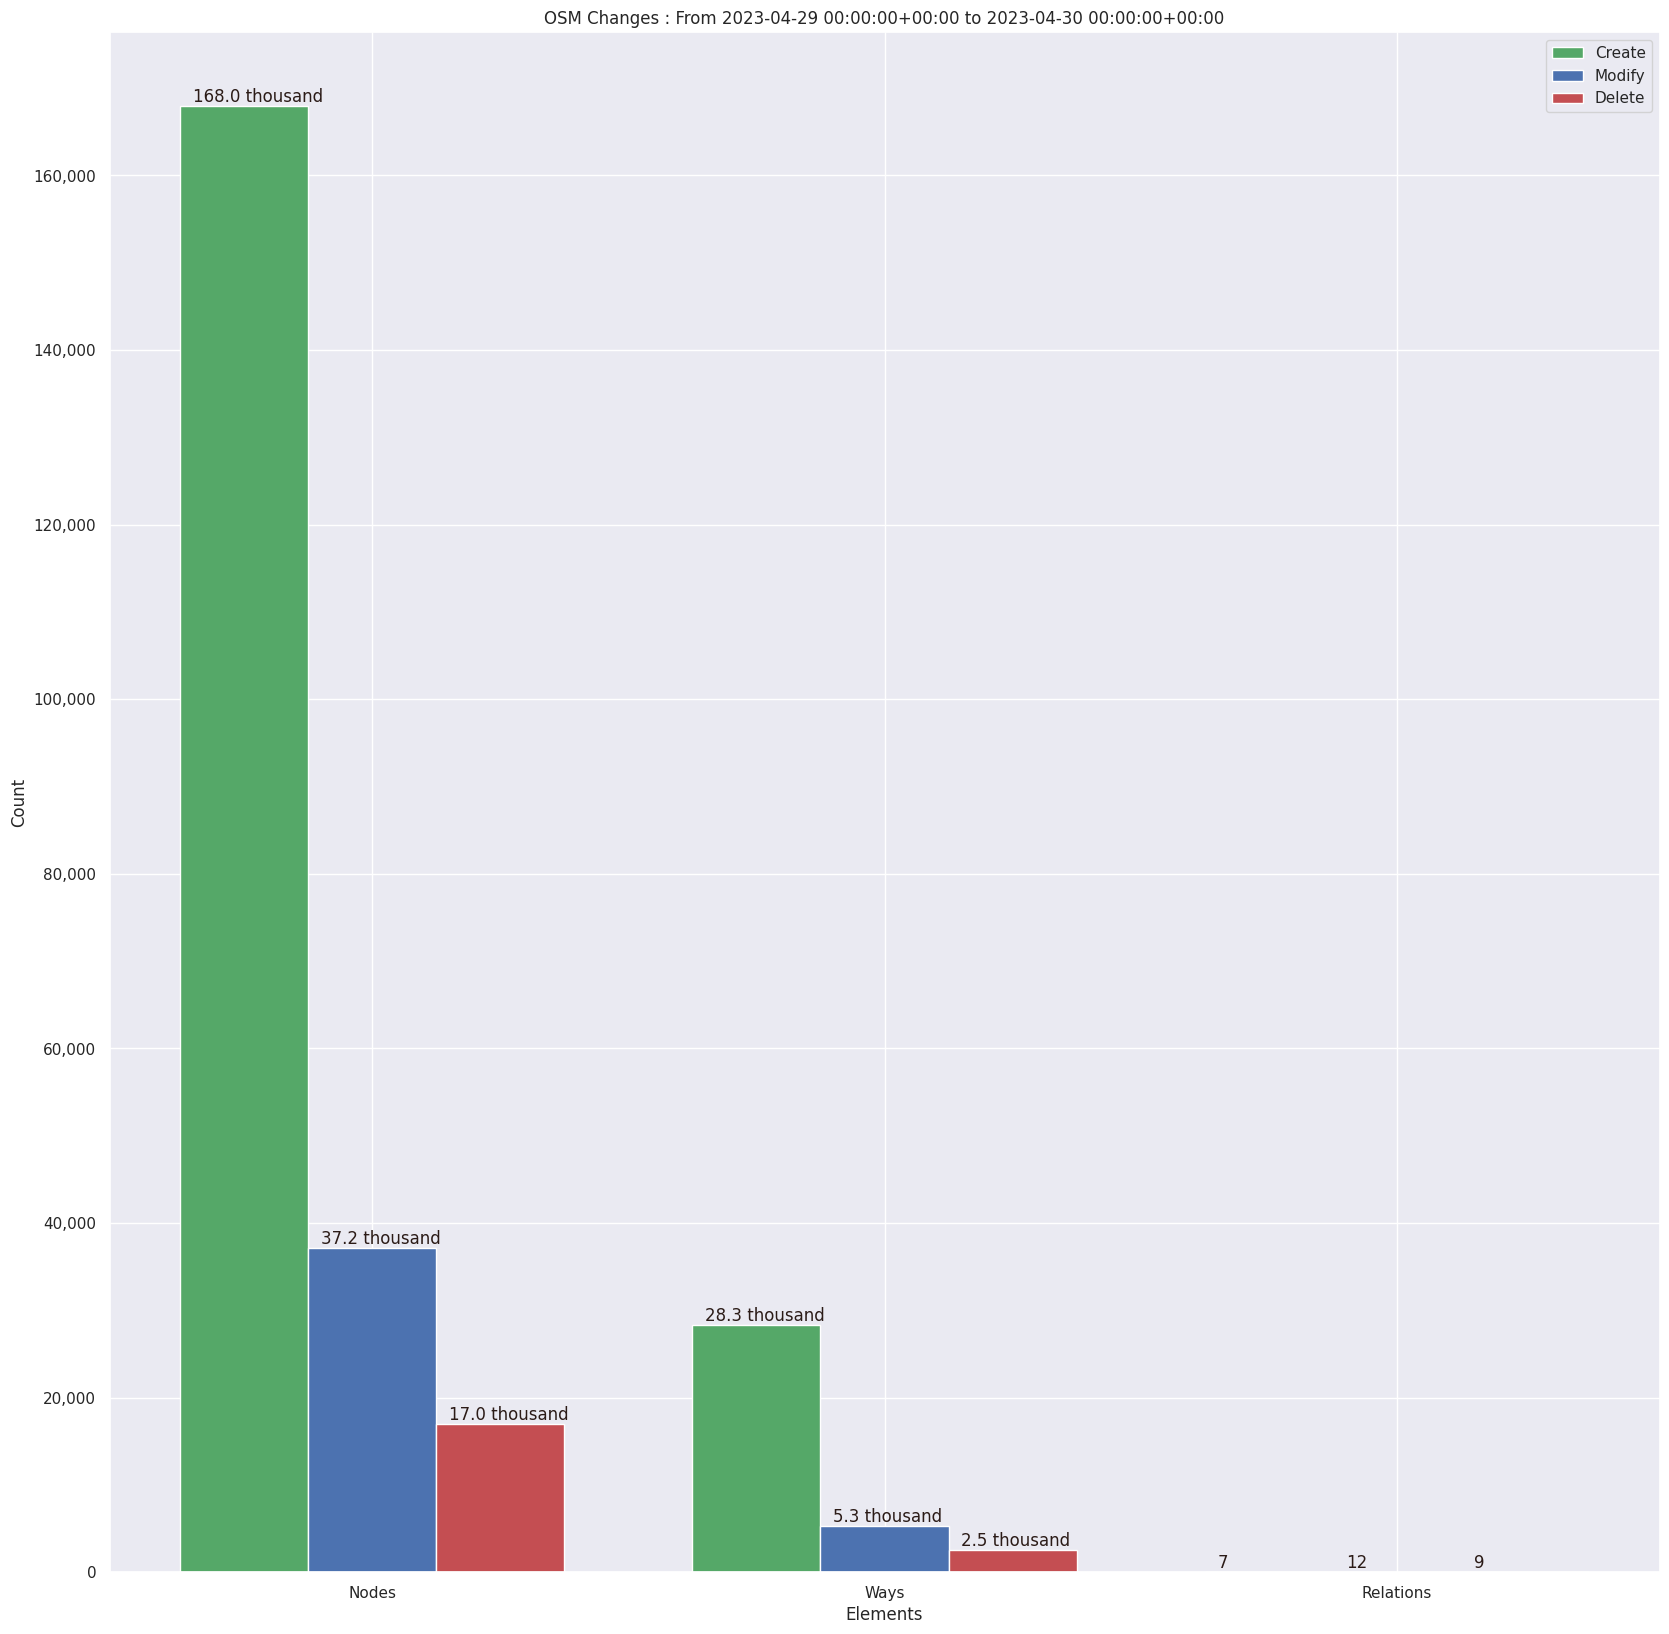 OSM Changes : From 2023-04-29 00:00:00+00:00 to 2023-04-30 00:00:00+00:00
Create
Modify
Delete
168.0 thousand
160,000
140,000
120,000
100,000
Count
80,000
60,000
40,000
37.2 thousand
28.3 thousand
20,000
17.0 thousand
5.3 thousand
2.5 thousand
7 12 9
0
Nodes Ways Relations
Elements